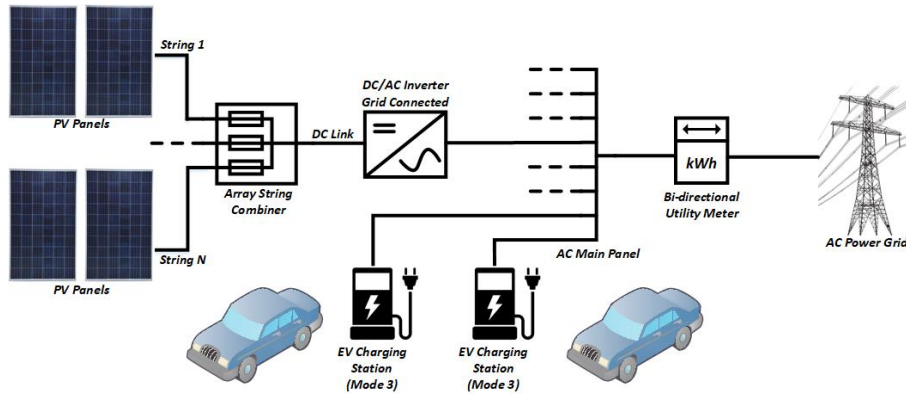 String 1
PV Panels
DC/AC Inverter
Grid Connected
DC Link
Array String
Combiner
kWh
Bi-directional
Utility Meter
AC Power Grid
String N
PV Panels
AC Main Panel
EV Charging
Station
(Mode 3)
EV Charging
Station
(Mode 3)